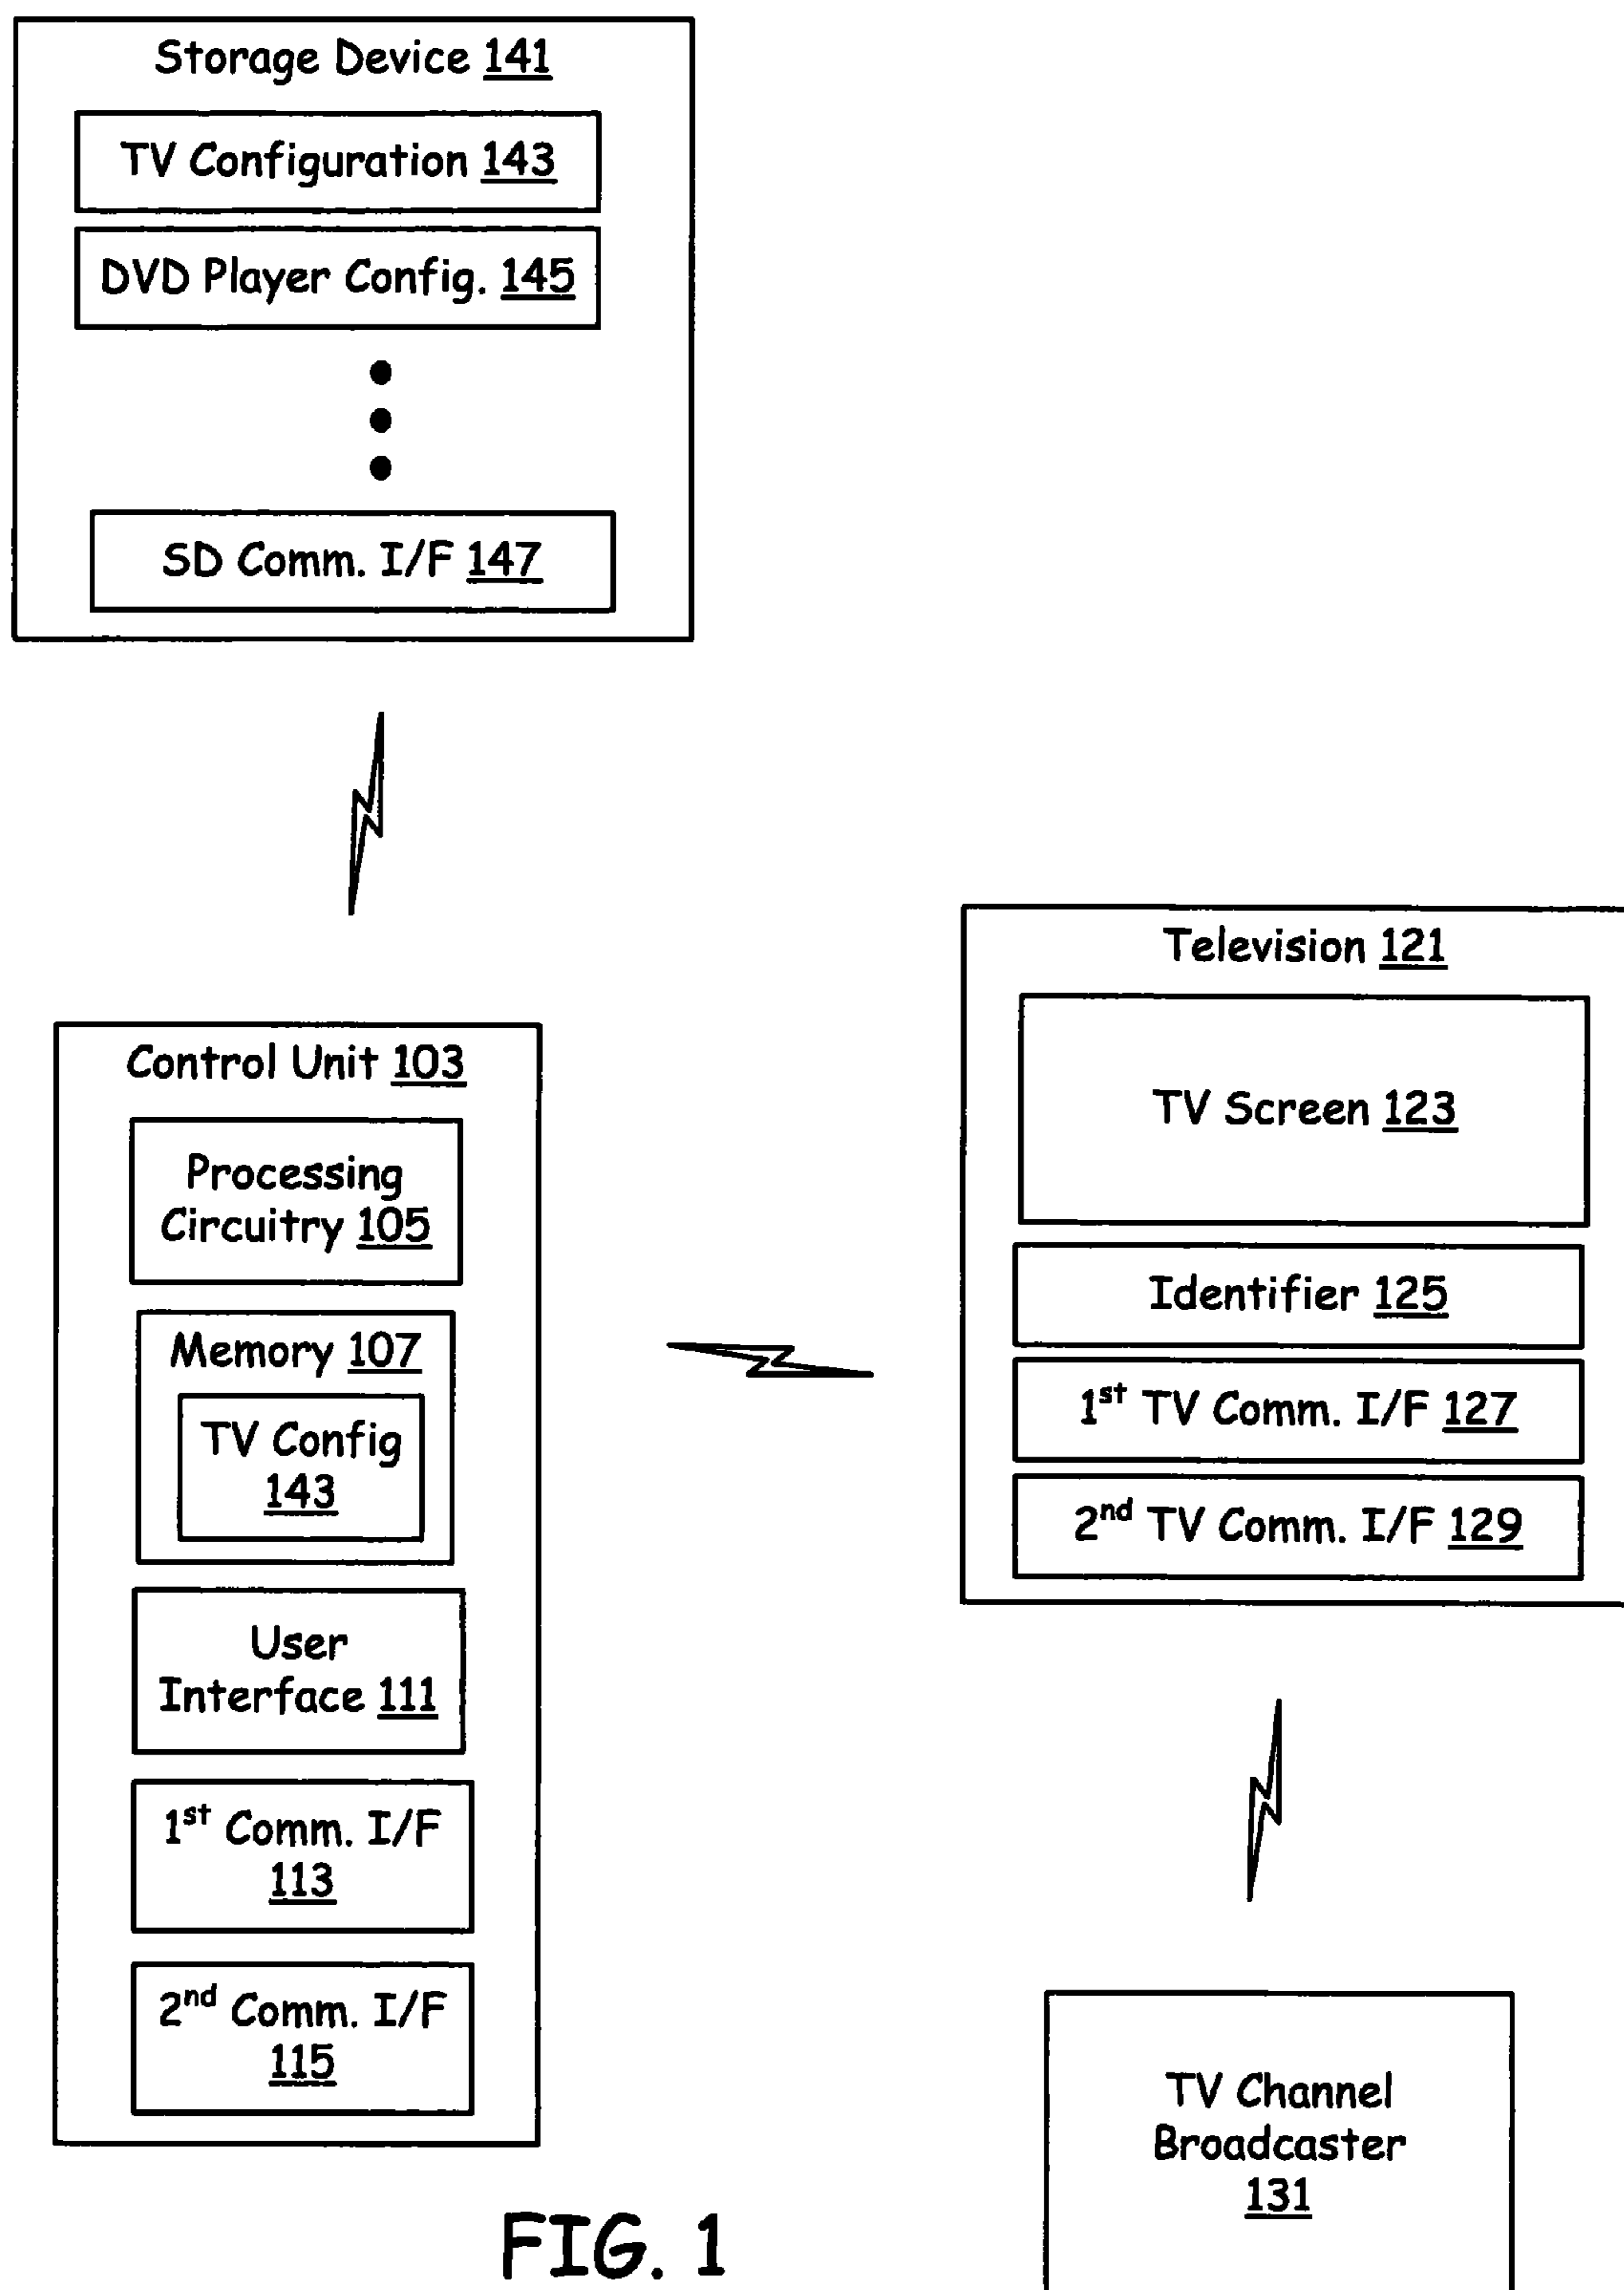 Storage Device 141
TV Configuration 143
DVD Player Config. 145
SD Comm. I/F 147
Television 121
TV Screen 123
Identifier 125
1st TV Comm. I/F 127
2nd TV Comm. I/F 129
Control Unit 103
Processing
Circuitry 105
Memory 107
TV Config
143
User
Interface 111
1st Comm. I/F
113
2nd Comm. I/F
115
TV Channel
Broadcaster
131
FIG. 1